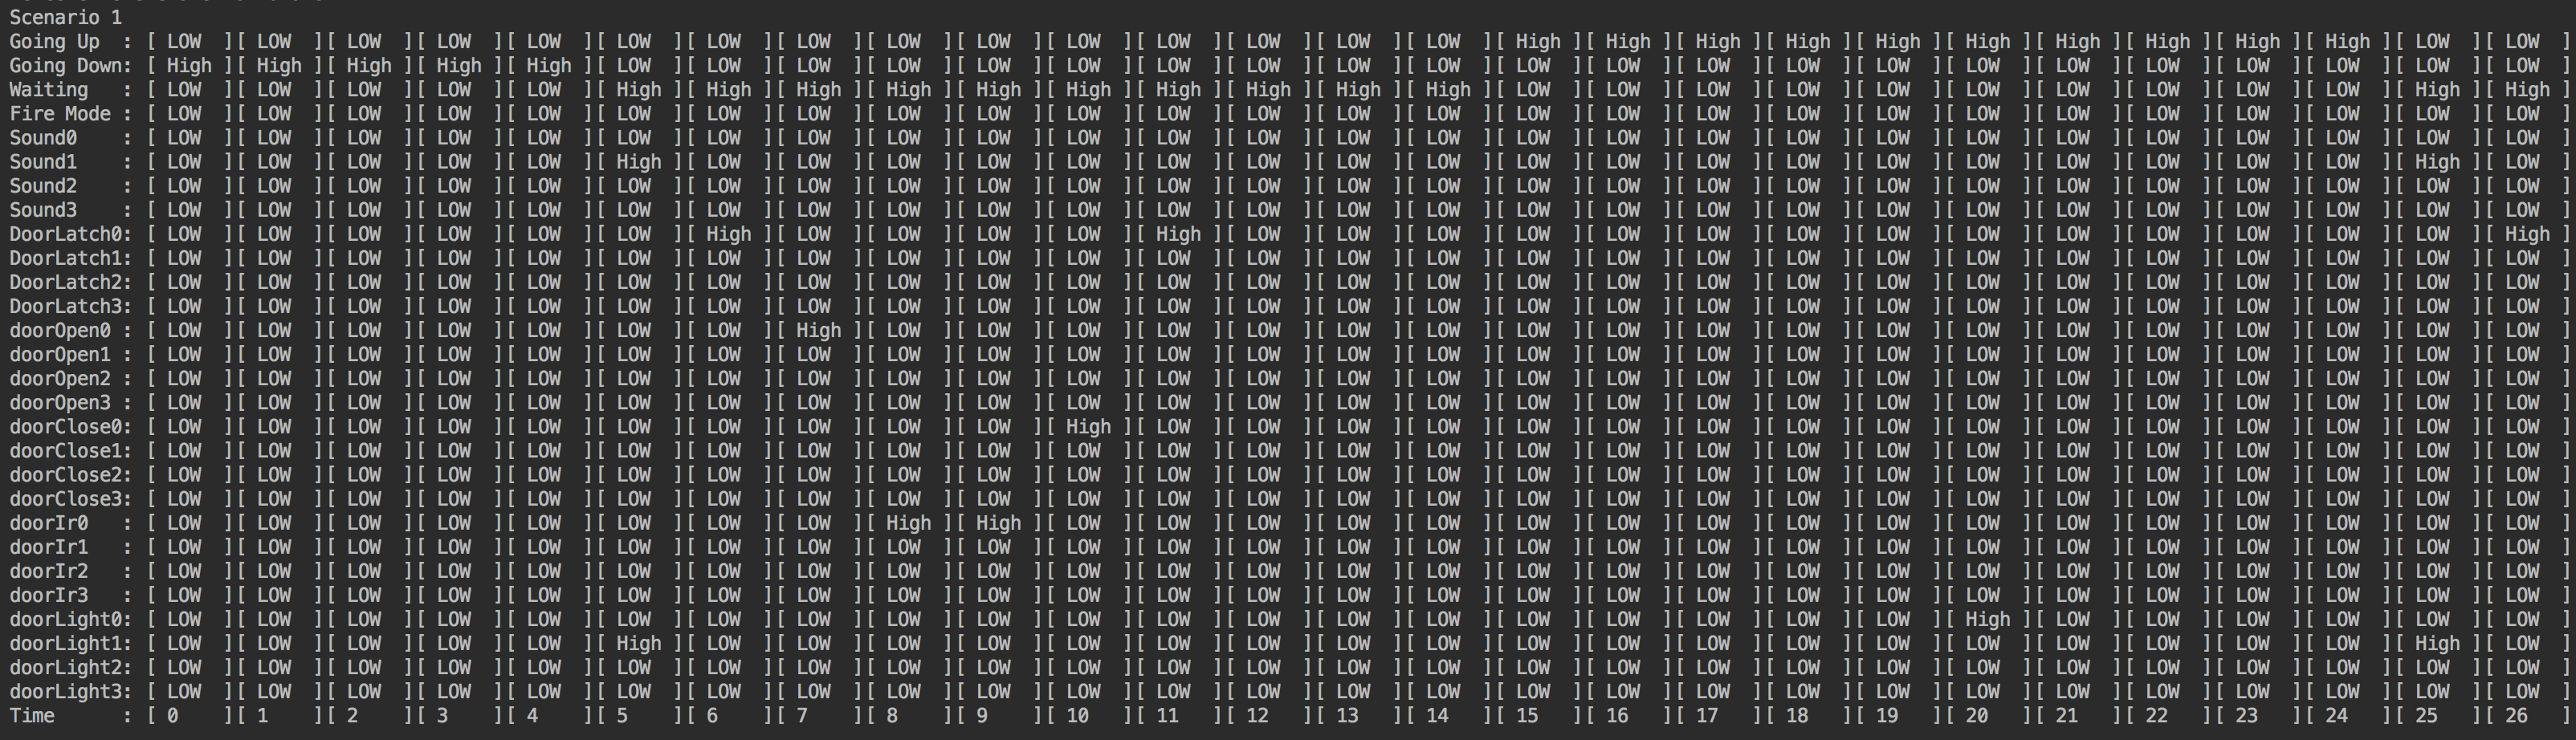 Scenario 1
Going Up  : [ LOW  ][ LOW  ][ LOW  ][ LOW  ][ LOW  ][ LOW  ][ LOW  ][ LOW  ][ LOW  ][ LOW  ][ LOW  ][ LOW  ][ LOW  ][ LOW  ][ LOW  ][ High ][ High ][ High ][ High ][ High ][ High ][ High ][ High ][ High ][ High ][ LOW  ][ LOW  ]
Going Down: [ High ][ High ][ High ][ High ][ High ][ LOW  ][ LOW  ][ LOW  ][ LOW  ][ LOW  ][ LOW  ][ LOW  ][ LOW  ][ LOW  ][ LOW  ][ LOW  ][ LOW  ][ LOW  ][ LOW  ][ LOW  ][ LOW  ][ LOW  ][ LOW  ][ LOW  ][ LOW  ][ LOW  ][ LOW  ]
Waiting   : [ LOW  ][ LOW  ][ LOW  ][ LOW  ][ LOW  ][ High ][ High ][ High ][ High ][ High ][ High ][ High ][ High ][ High ][ High ][ LOW  ][ LOW  ][ LOW  ][ LOW  ][ LOW  ][ LOW  ][ LOW  ][ LOW  ][ LOW  ][ LOW  ][ High ][ High ]
Fire Mode : [ LOW  ][ LOW  ][ LOW  ][ LOW  ][ LOW  ][ LOW  ][ LOW  ][ LOW  ][ LOW  ][ LOW  ][ LOW  ][ LOW  ][ LOW  ][ LOW  ][ LOW  ][ LOW  ][ LOW  ][ LOW  ][ LOW  ][ LOW  ][ LOW  ][ LOW  ][ LOW  ][ LOW  ][ LOW  ][ LOW  ][ LOW  ]
Sound0    : [ LOW  ][ LOW  ][ LOW  ][ LOW  ][ LOW  ][ LOW  ][ LOW  ][ LOW  ][ LOW  ][ LOW  ][ LOW  ][ LOW  ][ LOW  ][ LOW  ][ LOW  ][ LOW  ][ LOW  ][ LOW  ][ LOW  ][ LOW  ][ LOW  ][ LOW  ][ LOW  ][ LOW  ][ LOW  ][ LOW  ][ LOW  ]
Sound1    : [ LOW  ][ LOW  ][ LOW  ][ LOW  ][ LOW  ][ High ][ LOW  ][ LOW  ][ LOW  ][ LOW  ][ LOW  ][ LOW  ][ LOW  ][ LOW  ][ LOW  ][ LOW  ][ LOW  ][ LOW  ][ LOW  ][ LOW  ][ LOW  ][ LOW  ][ LOW  ][ LOW  ][ LOW  ][ High ][ LOW  ]
Sound2    : [ LOW  ][ LOW  ][ LOW  ][ LOW  ][ LOW  ][ LOW  ][ LOW  ][ LOW  ][ LOW  ][ LOW  ][ LOW  ][ LOW  ][ LOW  ][ LOW  ][ LOW  ][ LOW  ][ LOW  ][ LOW  ][ LOW  ][ LOW  ][ LOW  ][ LOW  ][ LOW  ][ LOW  ][ LOW  ][ LOW  ][ LOW  ]
Sound3    : [ LOW  ][ LOW  ][ LOW  ][ LOW  ][ LOW  ][ LOW  ][ LOW  ][ LOW  ][ LOW  ][ LOW  ][ LOW  ][ LOW  ][ LOW  ][ LOW  ][ LOW  ][ LOW  ][ LOW  ][ LOW  ][ LOW  ][ LOW  ][ LOW  ][ LOW  ][ LOW  ][ LOW  ][ LOW  ][ LOW  ][ LOW  ]
DoorLatch0: [ LOW  ][ LOW  ][ LOW  ][ LOW  ][ LOW  ][ LOW  ][ High ][ LOW  ][ LOW  ][ LOW  ][ LOW  ][ High ][ LOW  ][ LOW  ][ LOW  ][ LOW  ][ LOW  ][ LOW  ][ LOW  ][ LOW  ][ LOW  ][ LOW  ][ LOW  ][ LOW  ][ LOW  ][ LOW  ][ High ]
DoorLatch1: [ LOW  ][ LOW  ][ LOW  ][ LOW  ][ LOW  ][ LOW  ][ LOW  ][ LOW  ][ LOW  ][ LOW  ][ LOW  ][ LOW  ][ LOW  ][ LOW  ][ LOW  ][ LOW  ][ LOW  ][ LOW  ][ LOW  ][ LOW  ][ LOW  ][ LOW  ][ LOW  ][ LOW  ][ LOW  ][ LOW  ][ LOW  ]
DoorLatch2: [ LOW  ][ LOW  ][ LOW  ][ LOW  ][ LOW  ][ LOW  ][ LOW  ][ LOW  ][ LOW  ][ LOW  ][ LOW  ][ LOW  ][ LOW  ][ LOW  ][ LOW  ][ LOW  ][ LOW  ][ LOW  ][ LOW  ][ LOW  ][ LOW  ][ LOW  ][ LOW  ][ LOW  ][ LOW  ][ LOW  ][ LOW  ]
DoorLatch3: [ LOW  ][ LOW  ][ LOW  ][ LOW  ][ LOW  ][ LOW  ][ LOW  ][ LOW  ][ LOW  ][ LOW  ][ LOW  ][ LOW  ][ LOW  ][ LOW  ][ LOW  ][ LOW  ][ LOW  ][ LOW  ][ LOW  ][ LOW  ][ LOW  ][ LOW  ][ LOW  ][ LOW  ][ LOW  ][ LOW  ][ LOW  ]
doorOpen0 : [ LOW  ][ LOW  ][ LOW  ][ LOW  ][ LOW  ][ LOW  ][ LOW  ][ High ][ LOW  ][ LOW  ][ LOW  ][ LOW  ][ LOW  ][ LOW  ][ LOW  ][ LOW  ][ LOW  ][ LOW  ][ LOW  ][ LOW  ][ LOW  ][ LOW  ][ LOW  ][ LOW  ][ LOW  ][ LOW  ][ LOW  ]
doorOpen1 : [ LOW  ][ LOW  ][ LOW  ][ LOW  ][ LOW  ][ LOW  ][ LOW  ][ LOW  ][ LOW  ][ LOW  ][ LOW  ][ LOW  ][ LOW  ][ LOW  ][ LOW  ][ LOW  ][ LOW  ][ LOW  ][ LOW  ][ LOW  ][ LOW  ][ LOW  ][ LOW  ][ LOW  ][ LOW  ][ LOW  ][ LOW  ]
doorOpen2 : [ LOW  ][ LOW  ][ LOW  ][ LOW  ][ LOW  ][ LOW  ][ LOW  ][ LOW  ][ LOW  ][ LOW  ][ LOW  ][ LOW  ][ LOW  ][ LOW  ][ LOW  ][ LOW  ][ LOW  ][ LOW  ][ LOW  ][ LOW  ][ LOW  ][ LOW  ][ LOW  ][ LOW  ][ LOW  ][ LOW  ][ LOW  ]
doorOpen3 : [ LOW  ][ LOW  ][ LOW  ][ LOW  ][ LOW  ][ LOW  ][ LOW  ][ LOW  ][ LOW  ][ LOW  ][ LOW  ][ LOW  ][ LOW  ][ LOW  ][ LOW  ][ LOW  ][ LOW  ][ LOW  ][ LOW  ][ LOW  ][ LOW  ][ LOW  ][ LOW  ][ LOW  ][ LOW  ][ LOW  ][ LOW  ]
doorClose0: [ LOW  ][ LOW  ][ LOW  ][ LOW  ][ LOW  ][ LOW  ][ LOW  ][ LOW  ][ LOW  ][ LOW  ][ High ][ LOW  ][ LOW  ][ LOW  ][ LOW  ][ LOW  ][ LOW  ][ LOW  ][ LOW  ][ LOW  ][ LOW  ][ LOW  ][ LOW  ][ LOW  ][ LOW  ][ LOW  ][ LOW  ]
doorClose1: [ LOW  ][ LOW  ][ LOW  ][ LOW  ][ LOW  ][ LOW  ][ LOW  ][ LOW  ][ LOW  ][ LOW  ][ LOW  ][ LOW  ][ LOW  ][ LOW  ][ LOW  ][ LOW  ][ LOW  ][ LOW  ][ LOW  ][ LOW  ][ LOW  ][ LOW  ][ LOW  ][ LOW  ][ LOW  ][ LOW  ][ LOW  ]
doorClose2: [ LOW  ][ LOW  ][ LOW  ][ LOW  ][ LOW  ][ LOW  ][ LOW  ][ LOW  ][ LOW  ][ LOW  ][ LOW  ][ LOW  ][ LOW  ][ LOW  ][ LOW  ][ LOW  ][ LOW  ][ LOW  ][ LOW  ][ LOW  ][ LOW  ][ LOW  ][ LOW  ][ LOW  ][ LOW  ][ LOW  ][ LOW  ]
doorClose3: [ LOW  ][ LOW  ][ LOW  ][ LOW  ][ LOW  ][ LOW  ][ LOW  ][ LOW  ][ LOW  ][ LOW  ][ LOW  ][ LOW  ][ LOW  ][ LOW  ][ LOW  ][ LOW  ][ LOW  ][ LOW  ][ LOW  ][ LOW  ][ LOW  ][ LOW  ][ LOW  ][ LOW  ][ LOW  ][ LOW  ][ LOW  ]
doorIr0   : [ LOW  ][ LOW  ][ LOW  ][ LOW  ][ LOW  ][ LOW  ][ LOW  ][ LOW  ][ High ][ High ][ LOW  ][ LOW  ][ LOW  ][ LOW  ][ LOW  ][ LOW  ][ LOW  ][ LOW  ][ LOW  ][ LOW  ][ LOW  ][ LOW  ][ LOW  ][ LOW  ][ LOW  ][ LOW  ][ LOW  ]
doorIr1   : [ LOW  ][ LOW  ][ LOW  ][ LOW  ][ LOW  ][ LOW  ][ LOW  ][ LOW  ][ LOW  ][ LOW  ][ LOW  ][ LOW  ][ LOW  ][ LOW  ][ LOW  ][ LOW  ][ LOW  ][ LOW  ][ LOW  ][ LOW  ][ LOW  ][ LOW  ][ LOW  ][ LOW  ][ LOW  ][ LOW  ][ LOW  ]
doorIr2   : [ LOW  ][ LOW  ][ LOW  ][ LOW  ][ LOW  ][ LOW  ][ LOW  ][ LOW  ][ LOW  ][ LOW  ][ LOW  ][ LOW  ][ LOW  ][ LOW  ][ LOW  ][ LOW  ][ LOW  ][ LOW  ][ LOW  ][ LOW  ][ LOW  ][ LOW  ][ LOW  ][ LOW  ][ LOW  ][ LOW  ][ LOW  ]
doorIr3   : [ LOW  ][ LOW  ][ LOW  ][ LOW  ][ LOW  ][ LOW  ][ LOW  ][ LOW  ][ LOW  ][ LOW  ][ LOW  ][ LOW  ][ LOW  ][ LOW  ][ LOW  ][ LOW  ][ LOW  ][ LOW  ][ LOW  ][ LOW  ][ LOW  ][ LOW  ][ LOW  ][ LOW  ][ LOW  ][ LOW  ][ LOW  ]
doorLight0: [ LOW  ][ LOW  ][ LOW  ][ LOW  ][ LOW  ][ LOW  ][ LOW  ][ LOW  ][ LOW  ][ LOW  ][ LOW  ][ LOW  ][ LOW  ][ LOW  ][ LOW  ][ LOW  ][ LOW  ][ LOW  ][ LOW  ][ LOW  ][ High ][ LOW  ][ LOW  ][ LOW  ][ LOW  ][ LOW  ][ LOW  ]
doorLight1: [ LOW  ][ LOW  ][ LOW  ][ LOW  ][ LOW  ][ High ][ LOW  ][ LOW  ][ LOW  ][ LOW  ][ LOW  ][ LOW  ][ LOW  ][ LOW  ][ LOW  ][ LOW  ][ LOW  ][ LOW  ][ LOW  ][ LOW  ][ LOW  ][ LOW  ][ LOW  ][ LOW  ][ LOW  ][ High ][ LOW  ]
doorLight2: [ LOW  ][ LOW  ][ LOW  ][ LOW  ][ LOW  ][ LOW  ][ LOW  ][ LOW  ][ LOW  ][ LOW  ][ LOW  ][ LOW  ][ LOW  ][ LOW  ][ LOW  ][ LOW  ][ LOW  ][ LOW  ][ LOW  ][ LOW  ][ LOW  ][ LOW  ][ LOW  ][ LOW  ][ LOW  ][ LOW  ][ LOW  ]
doorLight3: [ LOW  ][ LOW  ][ LOW  ][ LOW  ][ LOW  ][ LOW  ][ LOW  ][ LOW  ][ LOW  ][ LOW  ][ LOW  ][ LOW  ][ LOW  ][ LOW  ][ LOW  ][ LOW  ][ LOW  ][ LOW  ][ LOW  ][ LOW  ][ LOW  ][ LOW  ][ LOW  ][ LOW  ][ LOW  ][ LOW  ][ LOW  ]
Time      : [ 0    ][ 1    ][ 2    ][ 3    ][ 4    ][ 5    ][ 6    ][ 7    ][ 8    ][ 9    ][ 10   ][ 11   ][ 12   ][ 13   ][ 14   ][ 15   ][ 16   ][ 17   ][ 18   ][ 19   ][ 20   ][ 21   ][ 22   ][ 23   ][ 24   ][ 25   ][ 26   ]